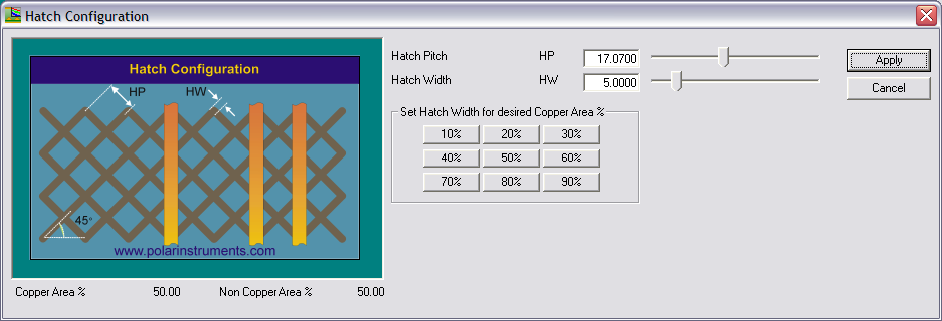 Hatch Configuration
Hatch Configuration
HP
HW
45°
www.polarinstruments.com
Copper Area % 50.00 Non Copper Area % 50.00
Hatch Pitch HP 17.0700
Hatch Width HW 5.0000
Set Hatch Width for desired Copper Area %
10% 20% 30%
40% 50% 60%
70% 80% 90%
Apply
Cancel